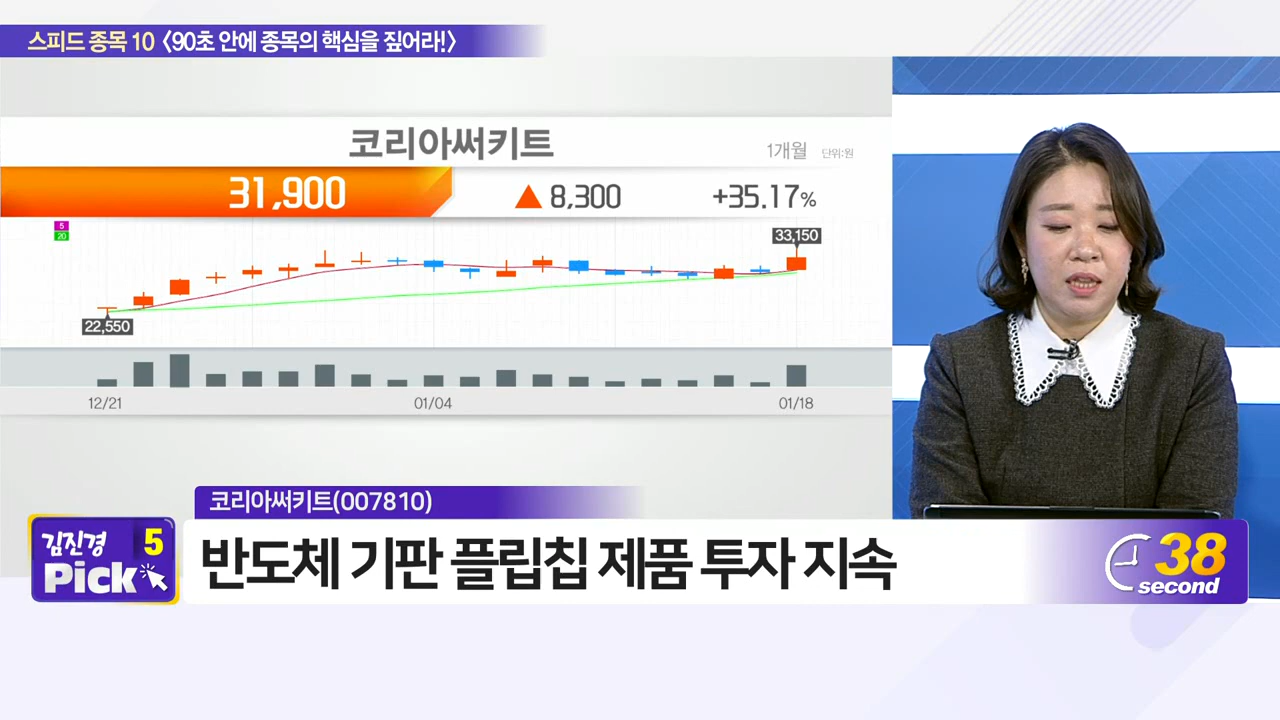 스피드 종목 10 <90초 안에 종목의 핵심을 짚어라!>
코리아써키트
1개월 단위:원
31,900 ▲ 8,300 +35.17%
5
20
33,150
22,550
12/21 01/04 01/18
코리아써키트(007810)
김진경 5
Pick
반도체 기판 플립칩 제품 투자 지속
38
second